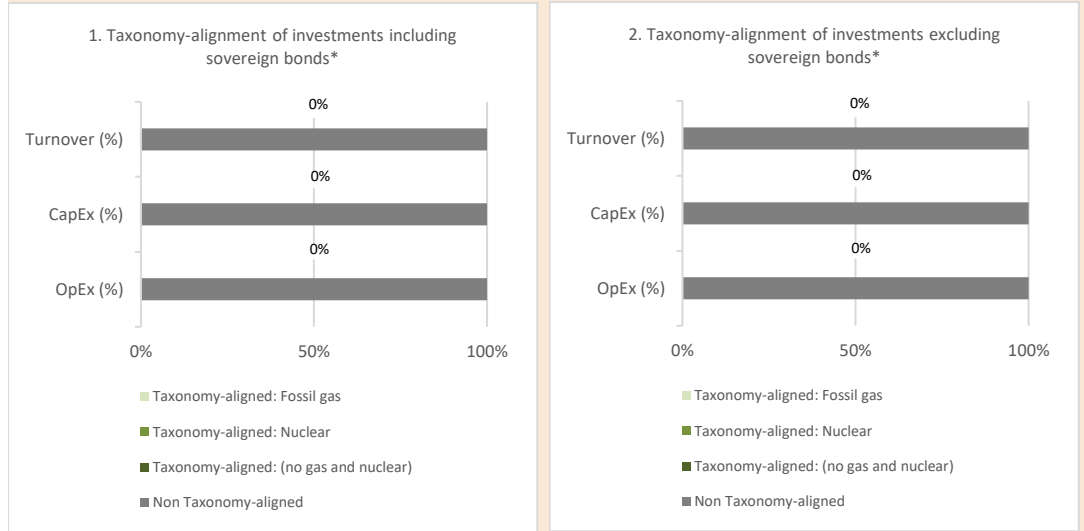 1. Taxonomy-alignment of investments including
sovereign bonds*
0%
Turnover (%)
0%
CapEx (%)
0%
OpEx (%)
0%
50%
100%
Taxonomy-aligned: Fossil gas
Taxonomy-aligned: Nuclear
Taxonomy-aligned: (no gas and nuclear)
Non Taxonomy-aligned
2. Taxonomy-alignment of investments excluding
sovereign bonds*
0%
Turnover (%)
0%
CapEx (%)
0%
OpEx (%)
0%
50%
100%
Taxonomy-aligned: Fossil gas
Taxonomy-aligned: Nuclear
Taxonomy-aligned: (no gas and nuclear)
Non Taxonomy-aligned